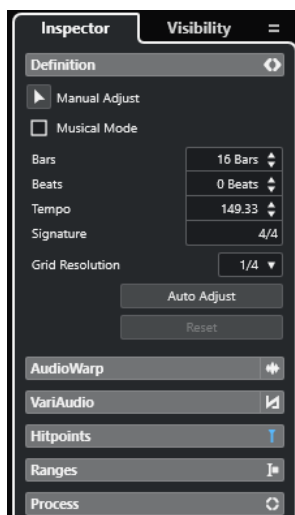 Inspector Visibility
Definition
Manual Adjust
Musical Mode
Bars 16 Bars
Beats 0 Beats
Tempo 149.33
Signature 4/4
Grid Resolution 1/4
Auto Adjust
Reset
AudioWarp
VariAudio
Hitpoints
Ranges
Process